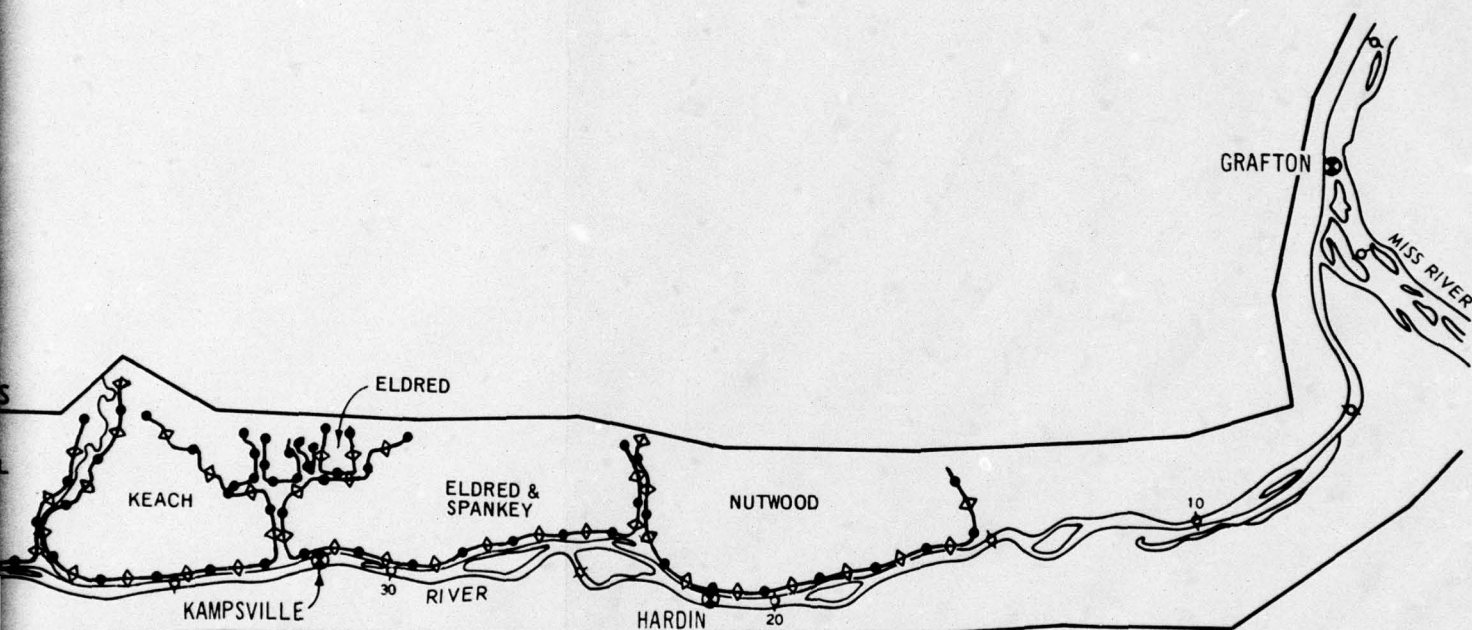 GRAFTON
MISS RIVER
S
ELDRED
L
KEACH
ELDRED &
SPANKEY
NUTWOOD
10
30
RIVER
KAMPSVILLE
HARDIN
20